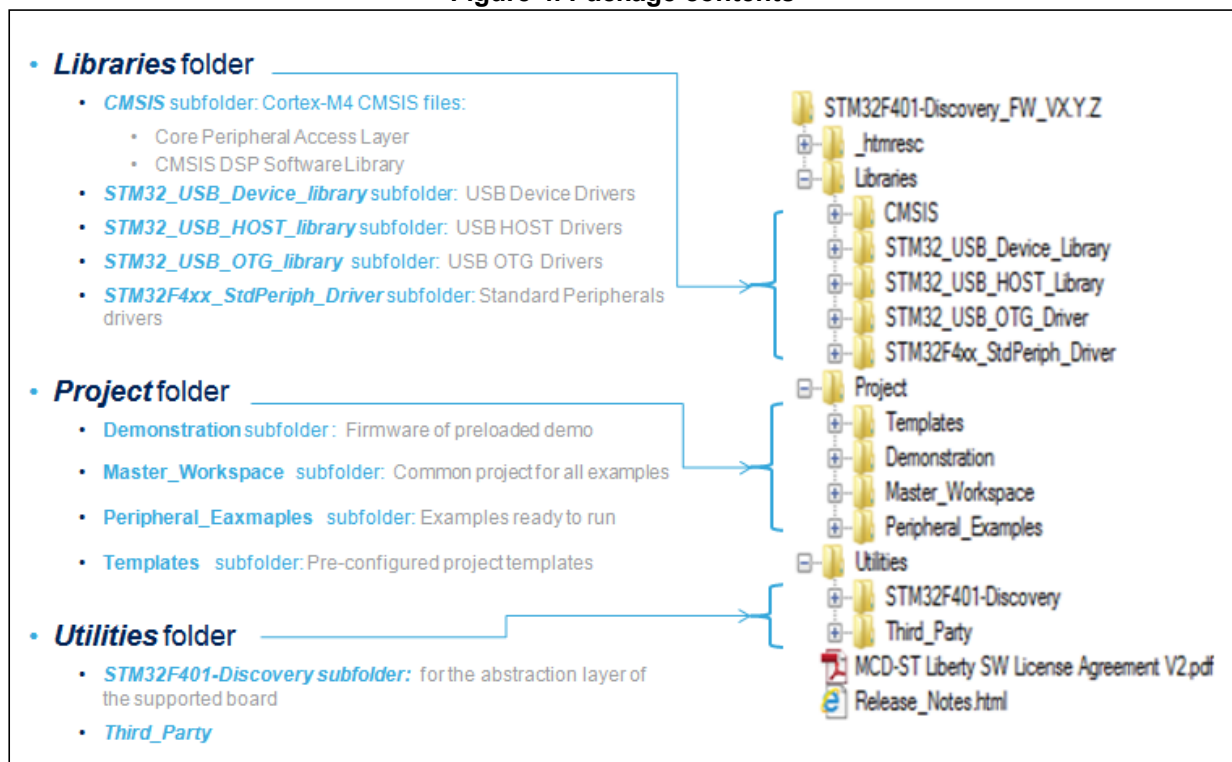 • Libraries folder
• CMSIS subfolder: Cortex-M4 CMSIS files:
• Core Peripheral Access Layer
• CMSIS DSP Software Library
• STM32_USB_Device_library subfolder: USB Device Drivers
• STM32_USB_HOST_library subfolder: USB HOST Drivers
• STM32_USB_OTG_library subfolder: USB OTG Drivers
• STM32F4xx_StdPeriph_Driver subfolder: Standard Peripherals
drivers
• Project folder
• Demonstration subfolder : Firmware of preloaded demo
• Master_Workspace subfolder: Common project for all examples
• Peripheral_Eaxmaples subfolder: Examples ready to run
• Templates subfolder: Pre-configured project templates
• Utilities folder
• STM32F401-Discovery subfolder: for the abstraction layer of
the supported board
• Third_Party
STM32F401-Discovery_FW_VX.Y.Z
_htmresc
Libraries
CMSIS
STM32_USB_Device_Library
STM32_USB_HOST_Library
STM32_USB_OTG_Driver
STM32F4xx_StdPeriph_Driver
Project
Templates
Demonstration
Master_Workspace
Peripheral_Examples
Utilities
STM32F401-Discovery
Third_Party
MCD-ST Liberty SW License Agreement V2.pdf
Release_Notes.html